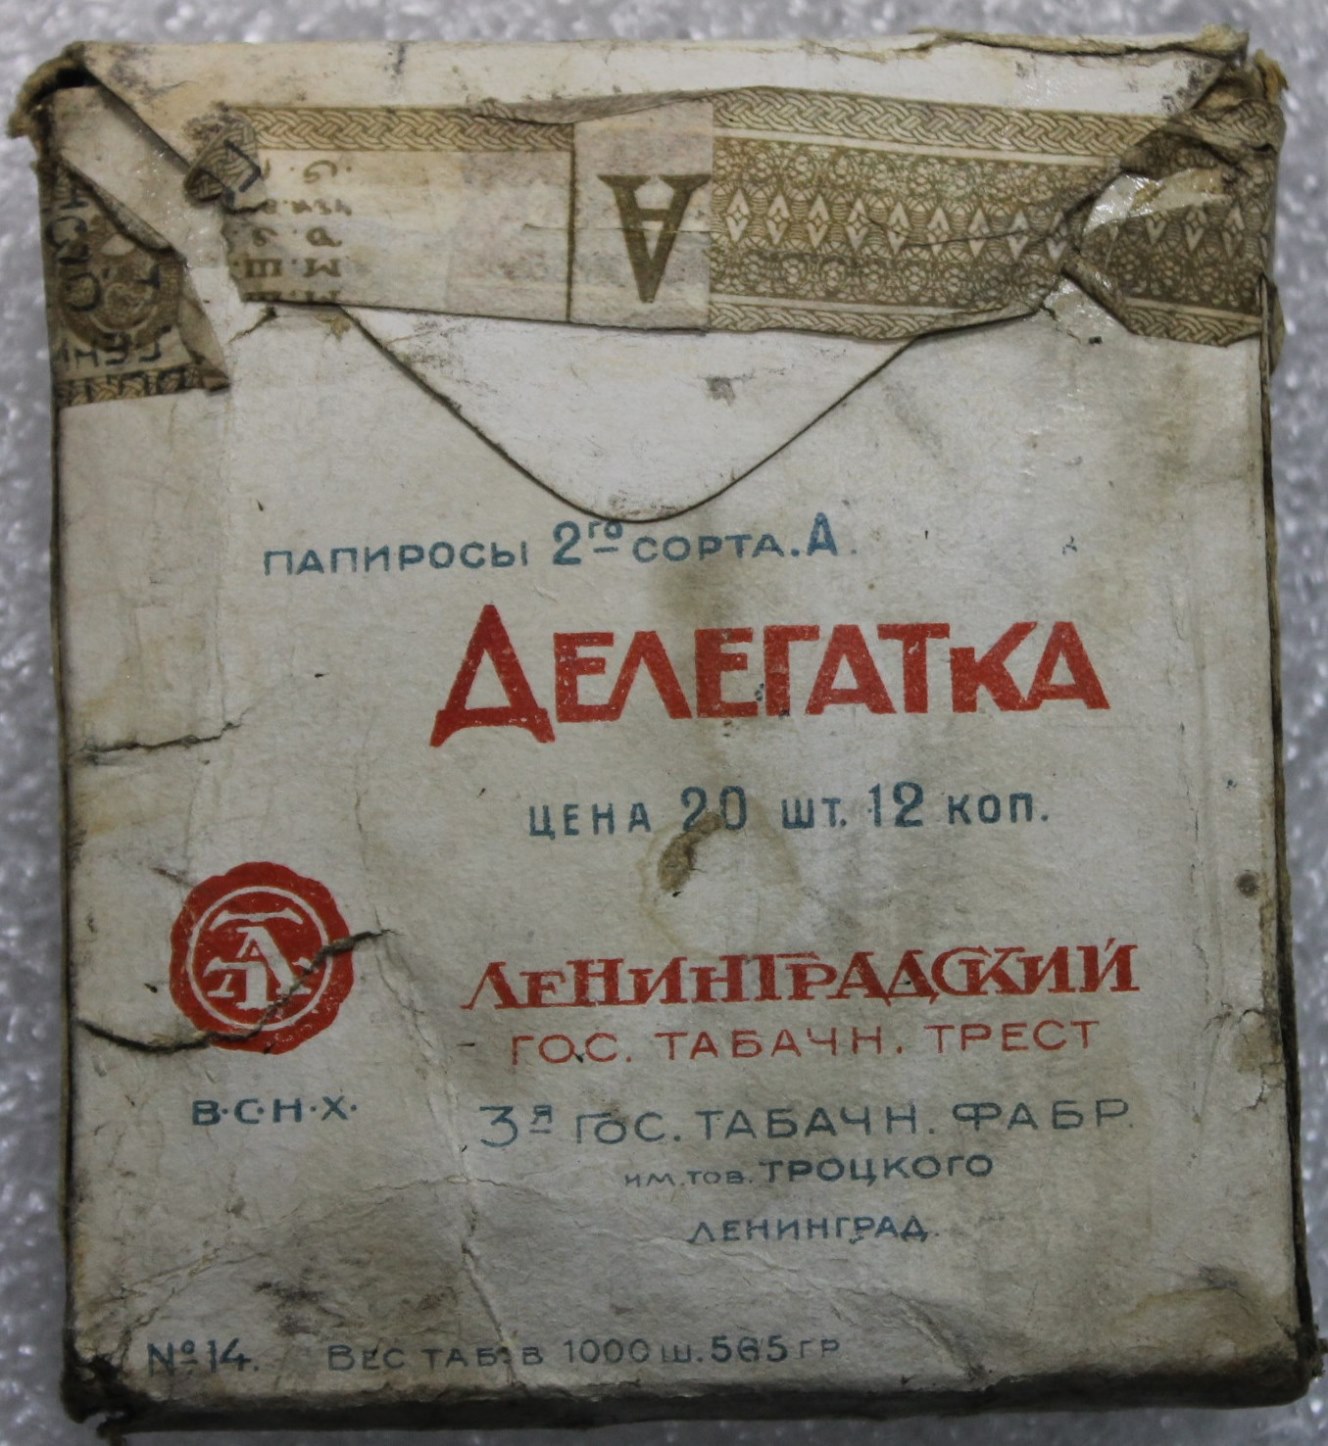 А
ПАПИРОСЫ 2го СОРТА. А.
ДЕЛЕГАТКА
ЦЕНА 20 ШТ. 12 КОП.
ЛЕНИНГРАДСКИЙ
ГОС. ТАБАЧН. ТРЕСТ
В·С·Н·Х·
3я ГОС. ТАБАЧН. ФАБР.
ИМ. ТОВ. ТРОЦКОГО
ЛЕНИНГРАД.
№ 14. ВЕС ТАБ. В 1000 Ш. 565 ГР